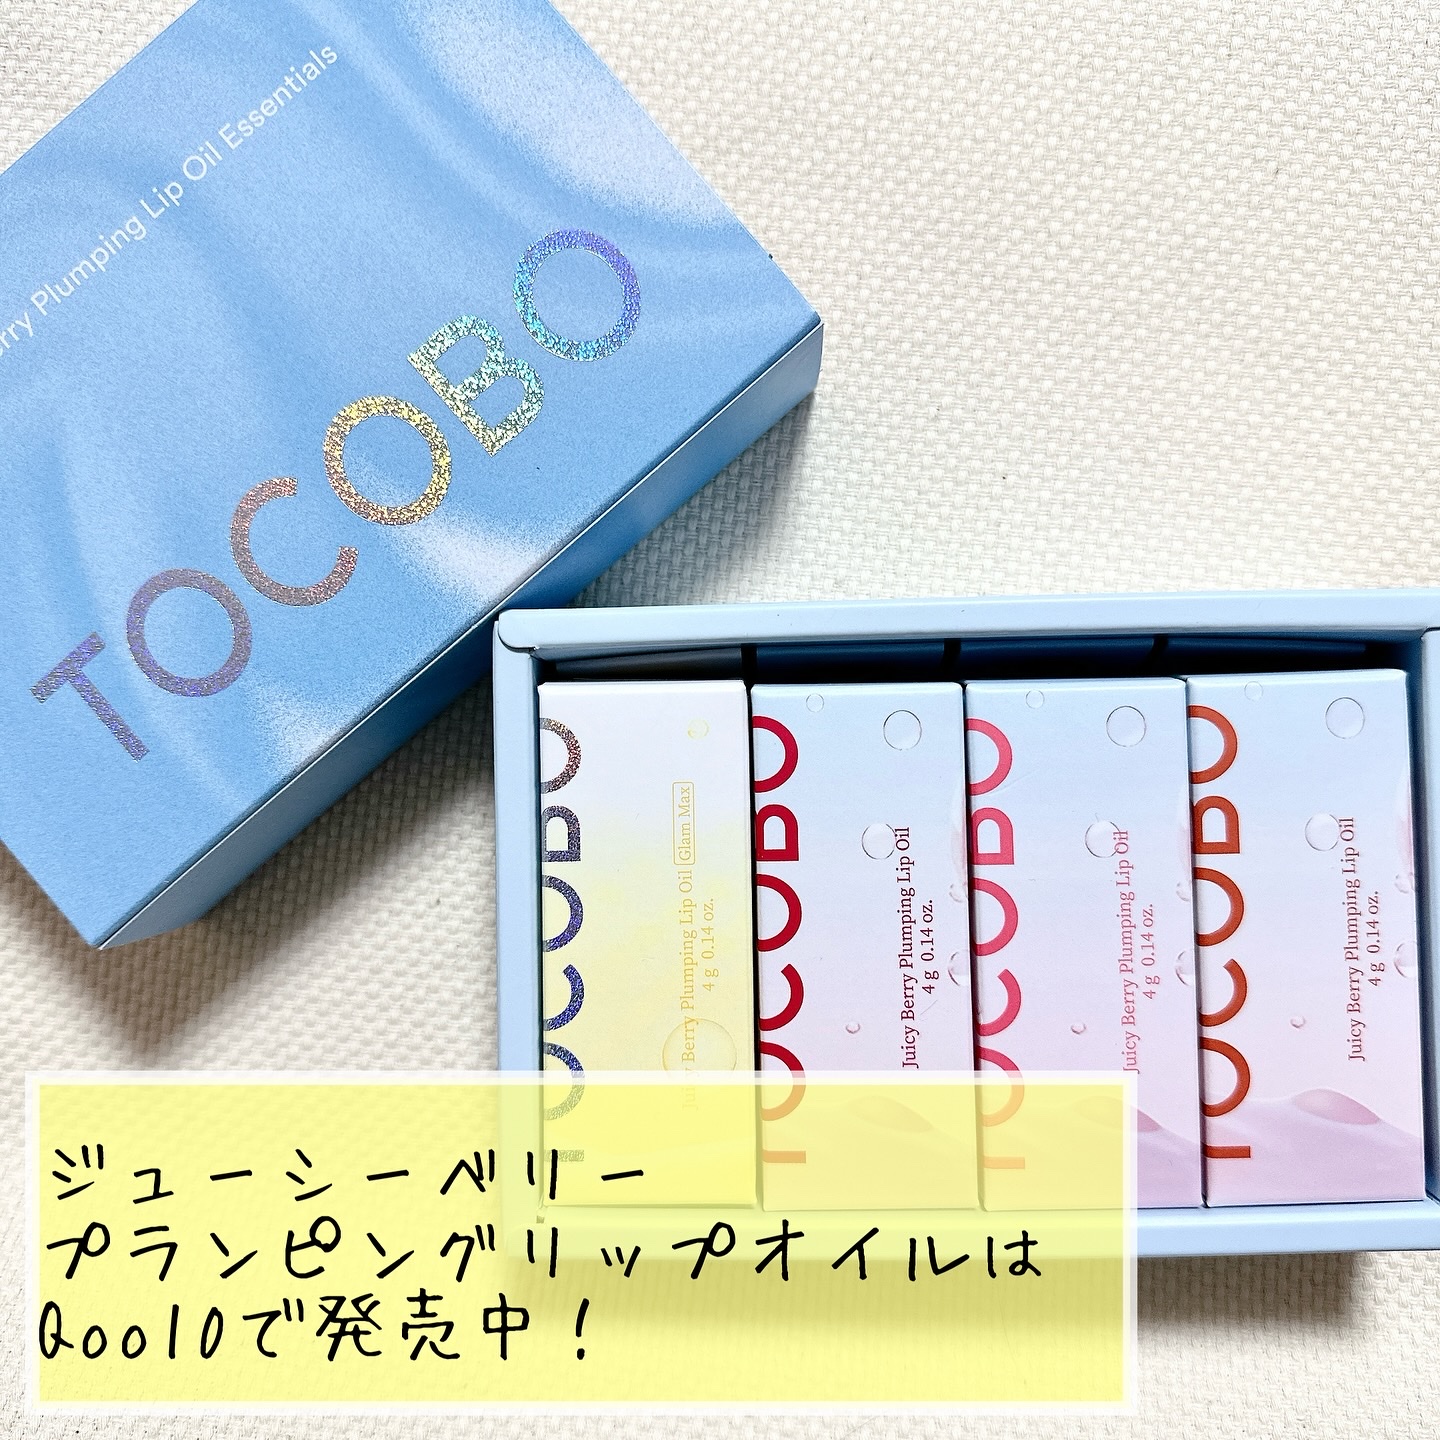 erry Plumping Lip Oil Essentials
TOCOBO
TOCOBO
Juicy Berry Plumping Lip Oil Glam Max
4 g 0.14 oz.
TOCOBO
Juicy Berry Plumping Lip Oil
4 g 0.14 oz.
TOCOBO
Juicy Berry Plumping Lip Oil
4 g 0.14 oz.
TOCOBO
Juicy Berry Plumping Lip Oil
4 g 0.14 oz.
ジューシーベリー
プランピングリップオイルは
Qoo10で発売中！